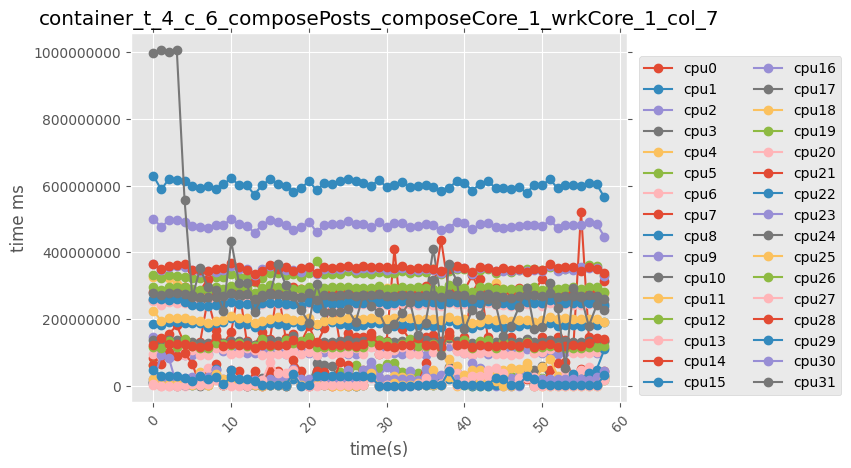 container_t_4_c_6_composePosts_composeCore_1_wrkCore_1_col_7
time ms
1000000000
800000000
600000000
400000000
200000000
0
0 10 20 30 40 50 60
time(s)
cpu0 cpu16
cpu1 cpu17
cpu2 cpu18
cpu3 cpu19
cpu4 cpu20
cpu5 cpu21
cpu6 cpu22
cpu7 cpu23
cpu8 cpu24
cpu9 cpu25
cpu10 cpu26
cpu11 cpu27
cpu12 cpu28
cpu13 cpu29
cpu14 cpu30
cpu15 cpu31